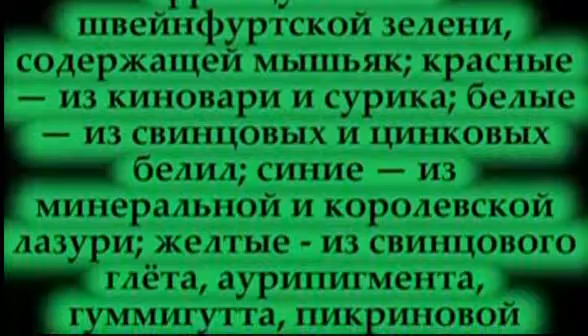 швейнфуртской зелени,
содержащей мышьяк; красные
— из киновари и сурика; белые
— из свинцовых и цинковых
белил; синие — из
минеральной и королевской
лазури; желтые - из свинцового
глёта, аурипигмента,
гуммигутта, пикриновой